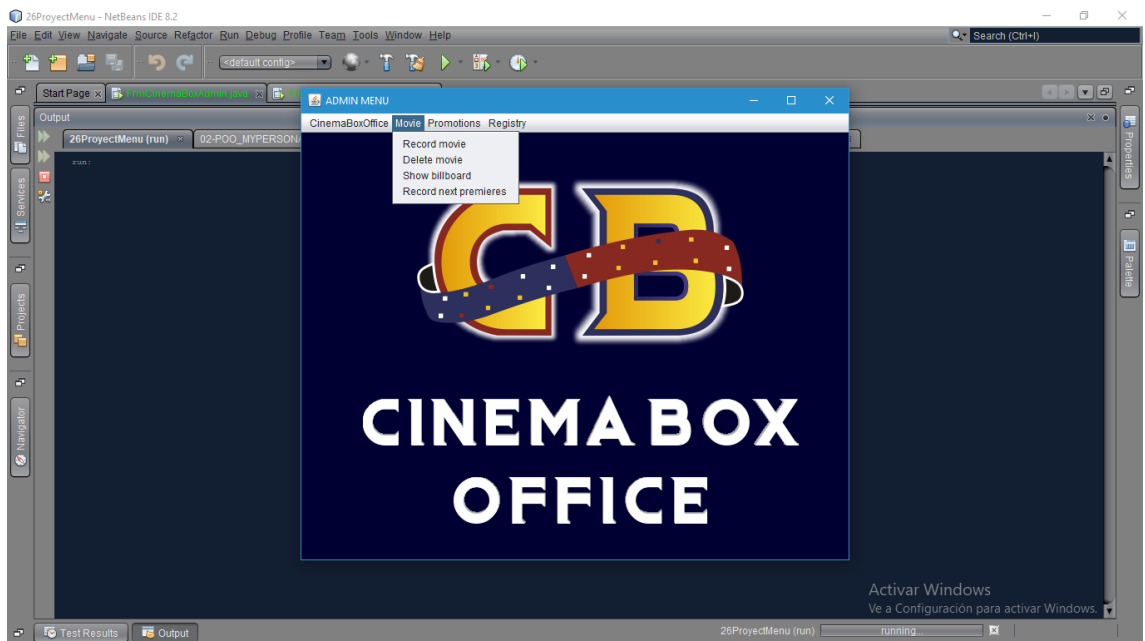 26ProyectMenu - NetBeans IDE 8.2
File Edit View Navigate Source Refactor Run Debug Profile Team Tools Window Help
Search (Ctrl+I)
<default config>
Start Page
FrmCinemaBoxAdmin.java
ADMIN MENU
CinemaBoxOffice Movie Promotions Registry
Record movie
Delete movie
Show billboard
Record next premieres
Output
26ProyectMenu (run)
02-POO_MYPERSONA
run:
Files
Services
Projects
Navigator
Properties
Palette
CB
CINEMA BOX
OFFICE
Activar Windows
Ve a Configuración para activar Windows.
Test Results Output
26ProyectMenu (run) running...